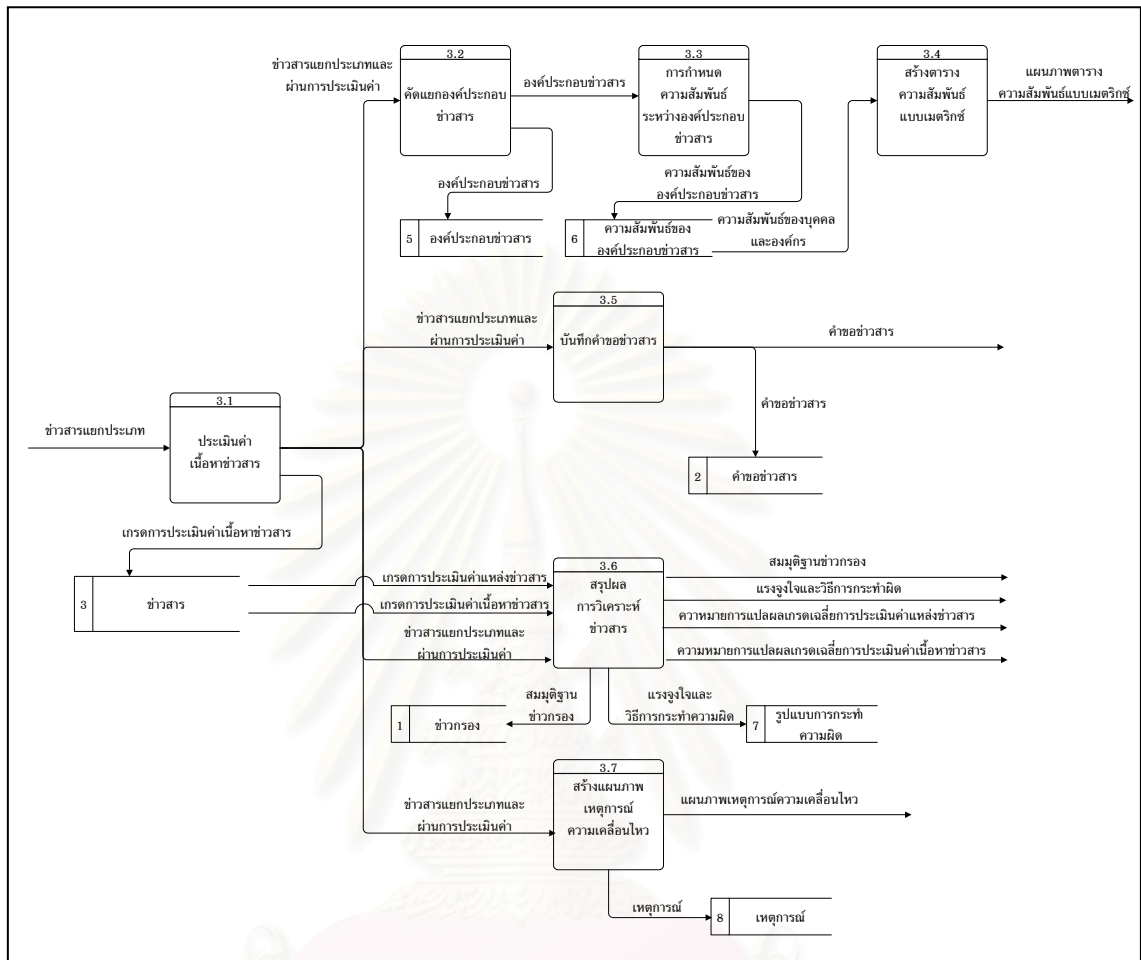 3.2
ข่าวสารแยกประเภทและ
ผ่านการประเมินค่า
คัดแยกองค์ประกอบ
ข่าวสาร
องค์ประกอบข่าวสาร
3.3
การกำหนด
ความสัมพันธ์
ระหว่างองค์ประกอบ
ข่าวสาร
3.4
สร้างตาราง
ความสัมพันธ์
แบบเมตริกซ์
แผนภาพตาราง
ความสัมพันธ์แบบเมตริกซ์
องค์ประกอบข่าวสาร
5 องค์ประกอบข่าวสาร
ความสัมพันธ์ของ
องค์ประกอบข่าวสาร
6 ความสัมพันธ์ของ
องค์ประกอบข่าวสาร
ความสัมพันธ์ของบุคคล
และองค์กร
3.5
ข่าวสารแยกประเภทและ
ผ่านการประเมินค่า
บันทึกคำขอข่าวสาร
คำขอข่าวสาร
คำขอข่าวสาร
2 คำขอข่าวสาร
3.1
ข่าวสารแยกประเภท
ประเมินค่า
เนื้อหาข่าวสาร
เกรดการประเมินค่าเนื้อหาข่าวสาร
3 ข่าวสาร
3.6
เกรดการประเมินค่าแหล่งข่าวสาร
เกรดการประเมินค่าเนื้อหาข่าวสาร
ข่าวสารแยกประเภทและ
ผ่านการประเมินค่า
สรุปผล
การวิเคราะห์
ข่าวสาร
สมมุติฐานข่าวกรอง
แรงจูงใจและวิธีการกระทำผิด
ควาหมายการแปลผลเกรดเฉลี่ยการประเมินค่าแหล่งข่าวสาร
ความหมายการแปลผลเกรดเฉลี่ยการประเมินค่าเนื้อหาข่าวสาร
สมมุติฐาน
ข่าวกรอง
1 ข่าวกรอง
แรงจูงใจและ
วิธีการกระทำความผิด
7 รูปแบบการกระทำ
ความผิด
3.7
ข่าวสารแยกประเภทและ
ผ่านการประเมินค่า
สร้างแผนภาพ
เหตุการณ์
ความเคลื่อนไหว
แผนภาพเหตุการณ์ความเคลื่อนไหว
เหตุการณ์
8 เหตุการณ์